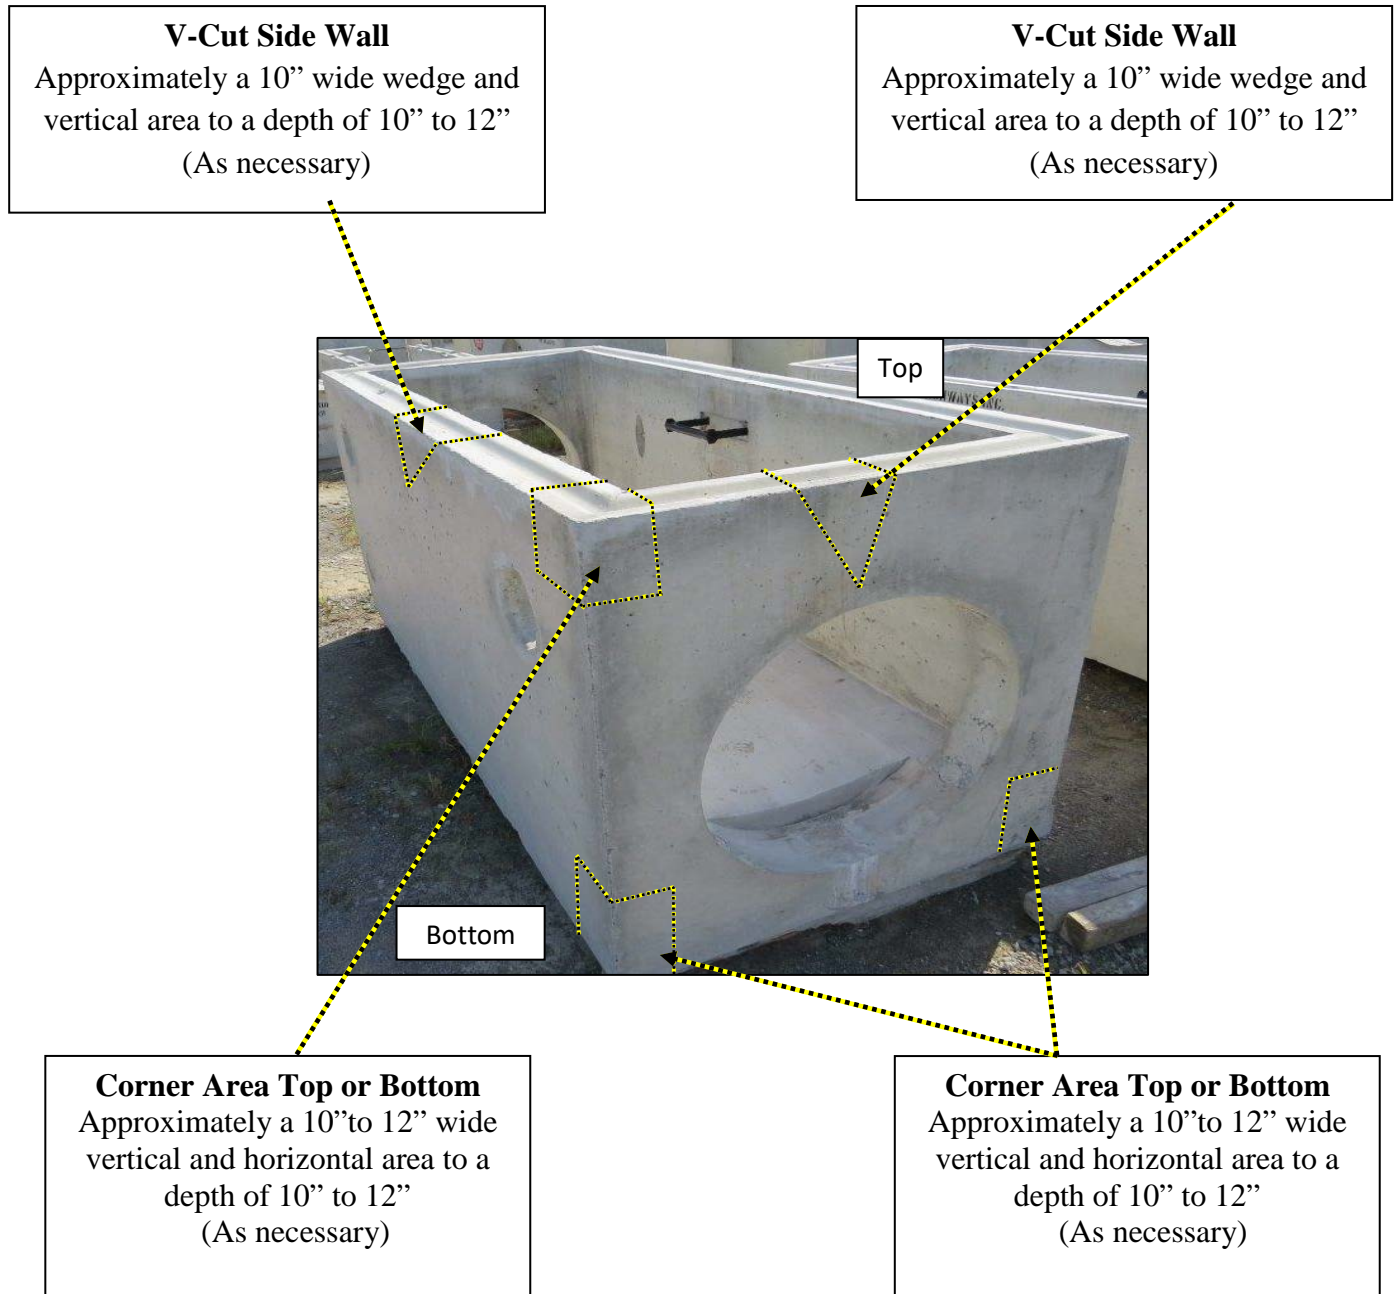 V-Cut Side Wall
Approximately a 10” wide wedge and
vertical area to a depth of 10” to 12”
(As necessary)
V-Cut Side Wall
Approximately a 10” wide wedge and
vertical area to a depth of 10” to 12”
(As necessary)
Top
Bottom
Corner Area Top or Bottom
Approximately a 10”to 12” wide
vertical and horizontal area to a
depth of 10” to 12”
(As necessary)
Corner Area Top or Bottom
Approximately a 10”to 12” wide
vertical and horizontal area to a
depth of 10” to 12”
(As necessary)